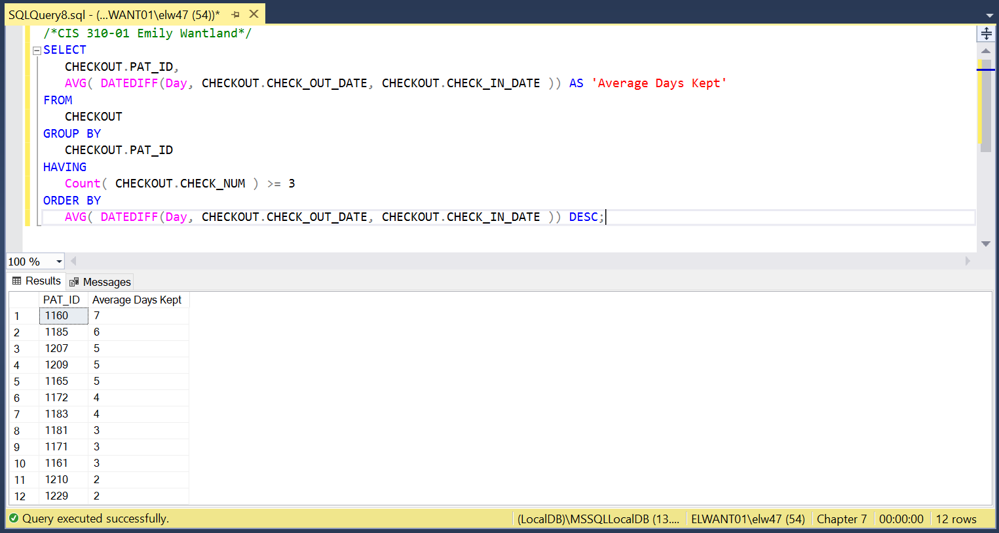 SQLQuery8.sql - (...WANT01\elw47 (54))*
/*CIS 310-01 Emily Wantland*/
SELECT
CHECKOUT.PAT_ID,
AVG( DATEDIFF(Day, CHECKOUT.CHECK_OUT_DATE, CHECKOUT.CHECK_IN_DATE )) AS 'Average Days Kept'
FROM
CHECKOUT
GROUP BY
CHECKOUT.PAT_ID
HAVING
Count( CHECKOUT.CHECK_NUM ) >= 3
ORDER BY
AVG( DATEDIFF(Day, CHECKOUT.CHECK_OUT_DATE, CHECKOUT.CHECK_IN_DATE )) DESC;
100 %
Results Messages
PAT_ID Average Days Kept
1 1160 7
2 1185 6
3 1207 5
4 1209 5
5 1165 5
6 1172 4
7 1183 4
8 1181 3
9 1171 3
10 1161 3
11 1210 2
12 1229 2
Query executed successfully. (LocalDB)\MSSQLLocalDB (13.... ELWANT01\elw47 (54) Chapter 7 00:00:00 12 rows